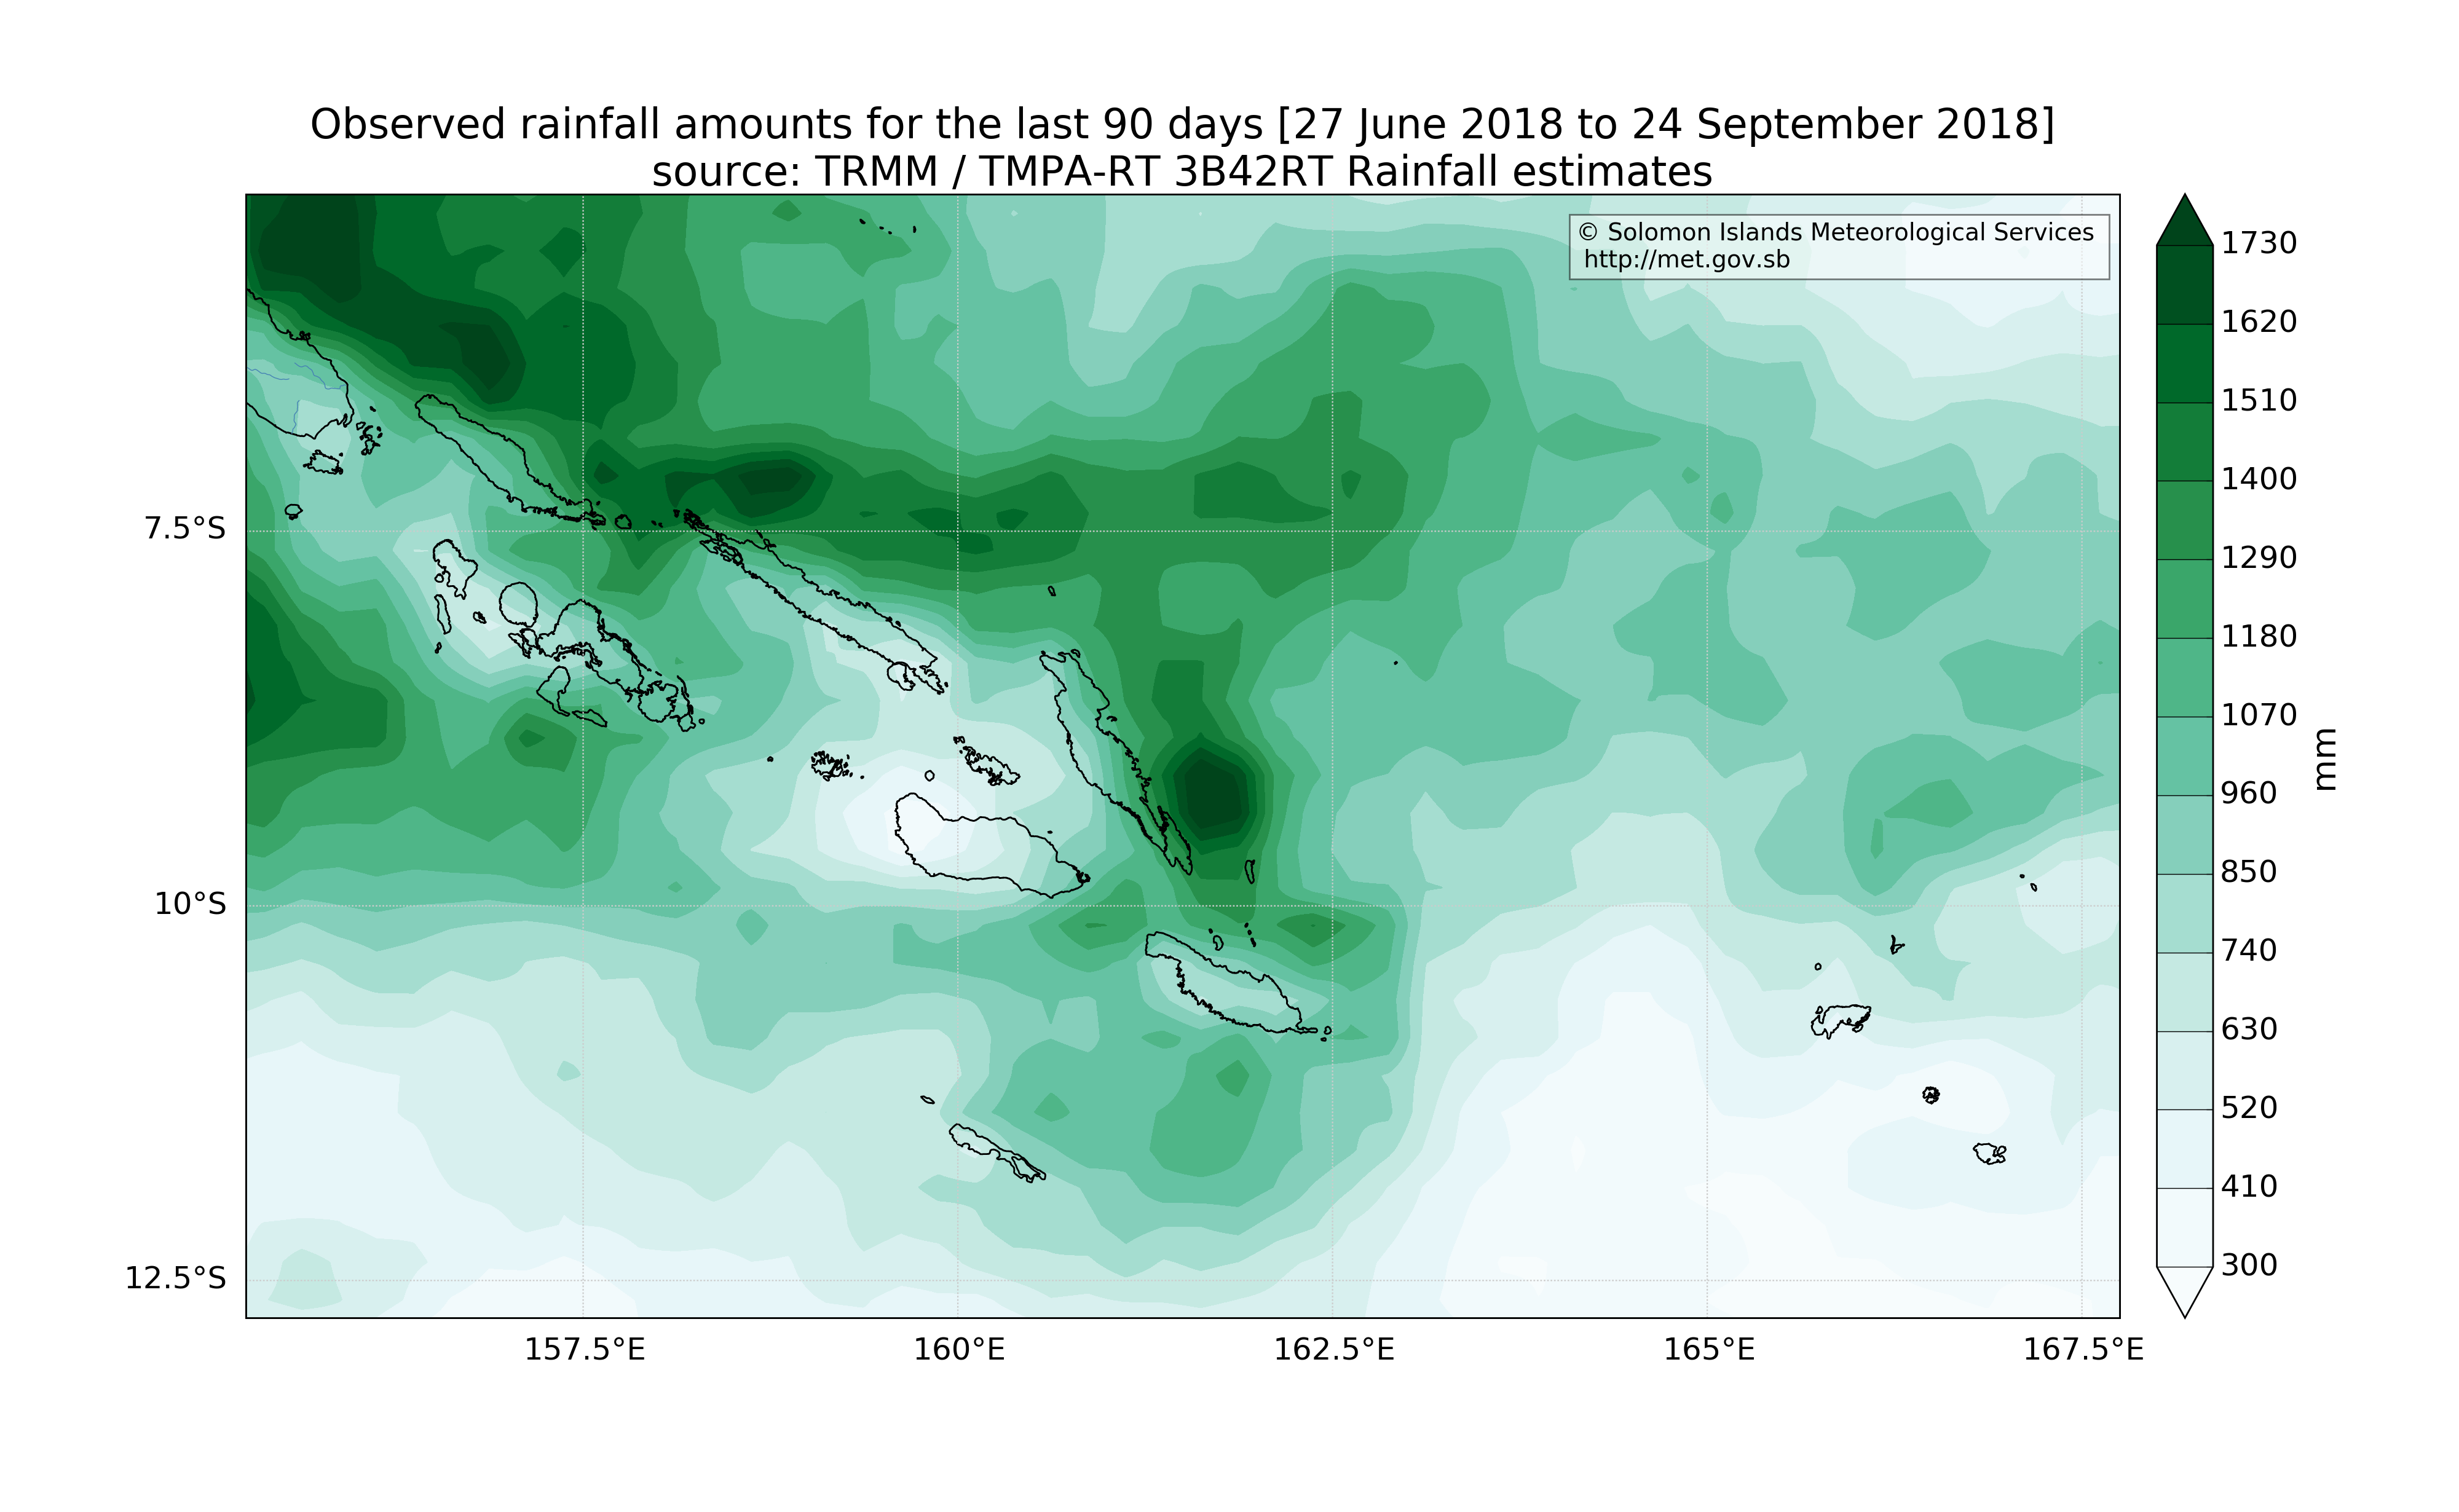 Observed rainfall amounts for the last 90 days [27 June 2018 to 24 September 2018]
source: TRMM / TMPA-RT 3B42RT Rainfall estimates
© Solomon Islands Meteorological Services
http://met.gov.sb
1730
1620
1510
1400
1290
1180
1070
960
850
740
630
520
410
300
mm
7.5°S
10°S
12.5°S
157.5°E
160°E
162.5°E
165°E
167.5°E